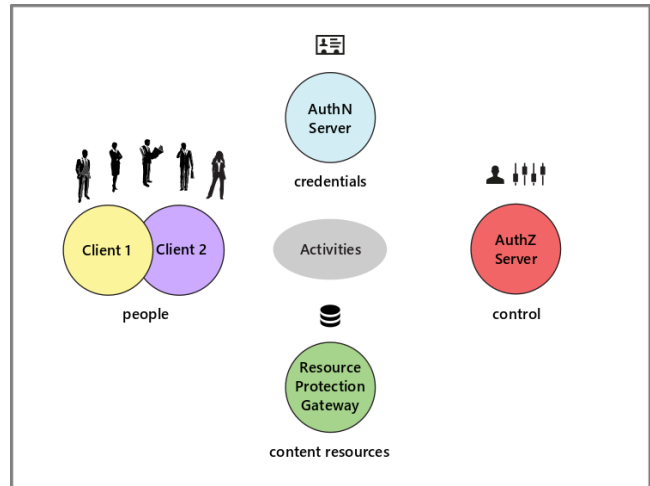 AuthN
Server
credentials
Client 1
Client 2
people
Activities
AuthZ
Server
control
Resource
Protection
Gateway
content resources